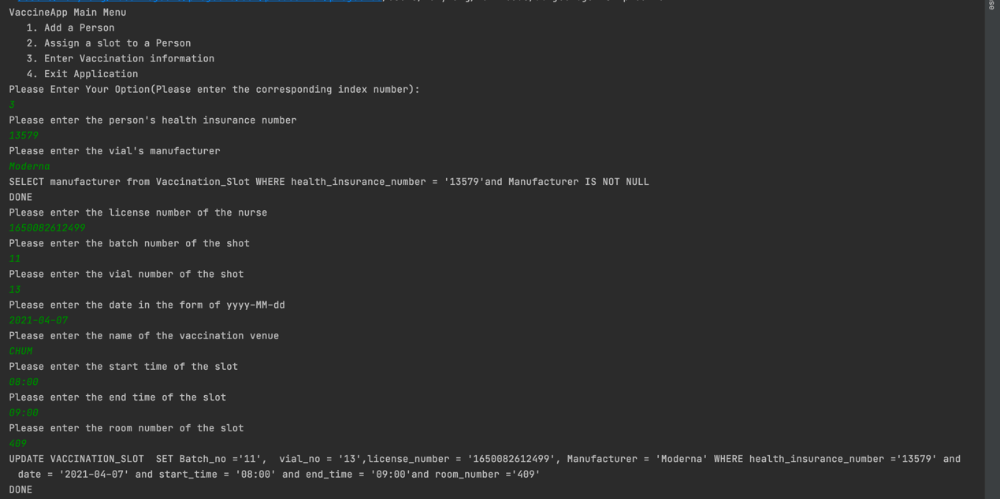 VaccineApp Main Menu
1. Add a Person
2. Assign a slot to a Person
3. Enter Vaccination information
4. Exit Application
Please Enter Your Option(Please enter the corresponding index number):
3
Please enter the person's health insurance number
13579
Please enter the vial's manufacturer
Moderna
SELECT manufacturer from Vaccination_Slot WHERE health_insurance_number = '13579'and Manufacturer IS NOT NULL
DONE
Please enter the license number of the nurse
1650082612499
Please enter the batch number of the shot
11
Please enter the vial number of the shot
13
Please enter the date in the form of yyyy-MM-dd
2021-04-07
Please enter the name of the vaccination venue
CHUM
Please enter the start time of the slot
08:00
Please enter the end time of the slot
09:00
Please enter the room number of the slot
409
UPDATE VACCINATION_SLOT  SET Batch_no ='11',  vial_no = '13',license_number = '1650082612499', Manufacturer = 'Moderna' WHERE health_insurance_number ='13579' and
date = '2021-04-07' and start_time = '08:00' and end_time = '09:00'and room_number ='409'
DONE